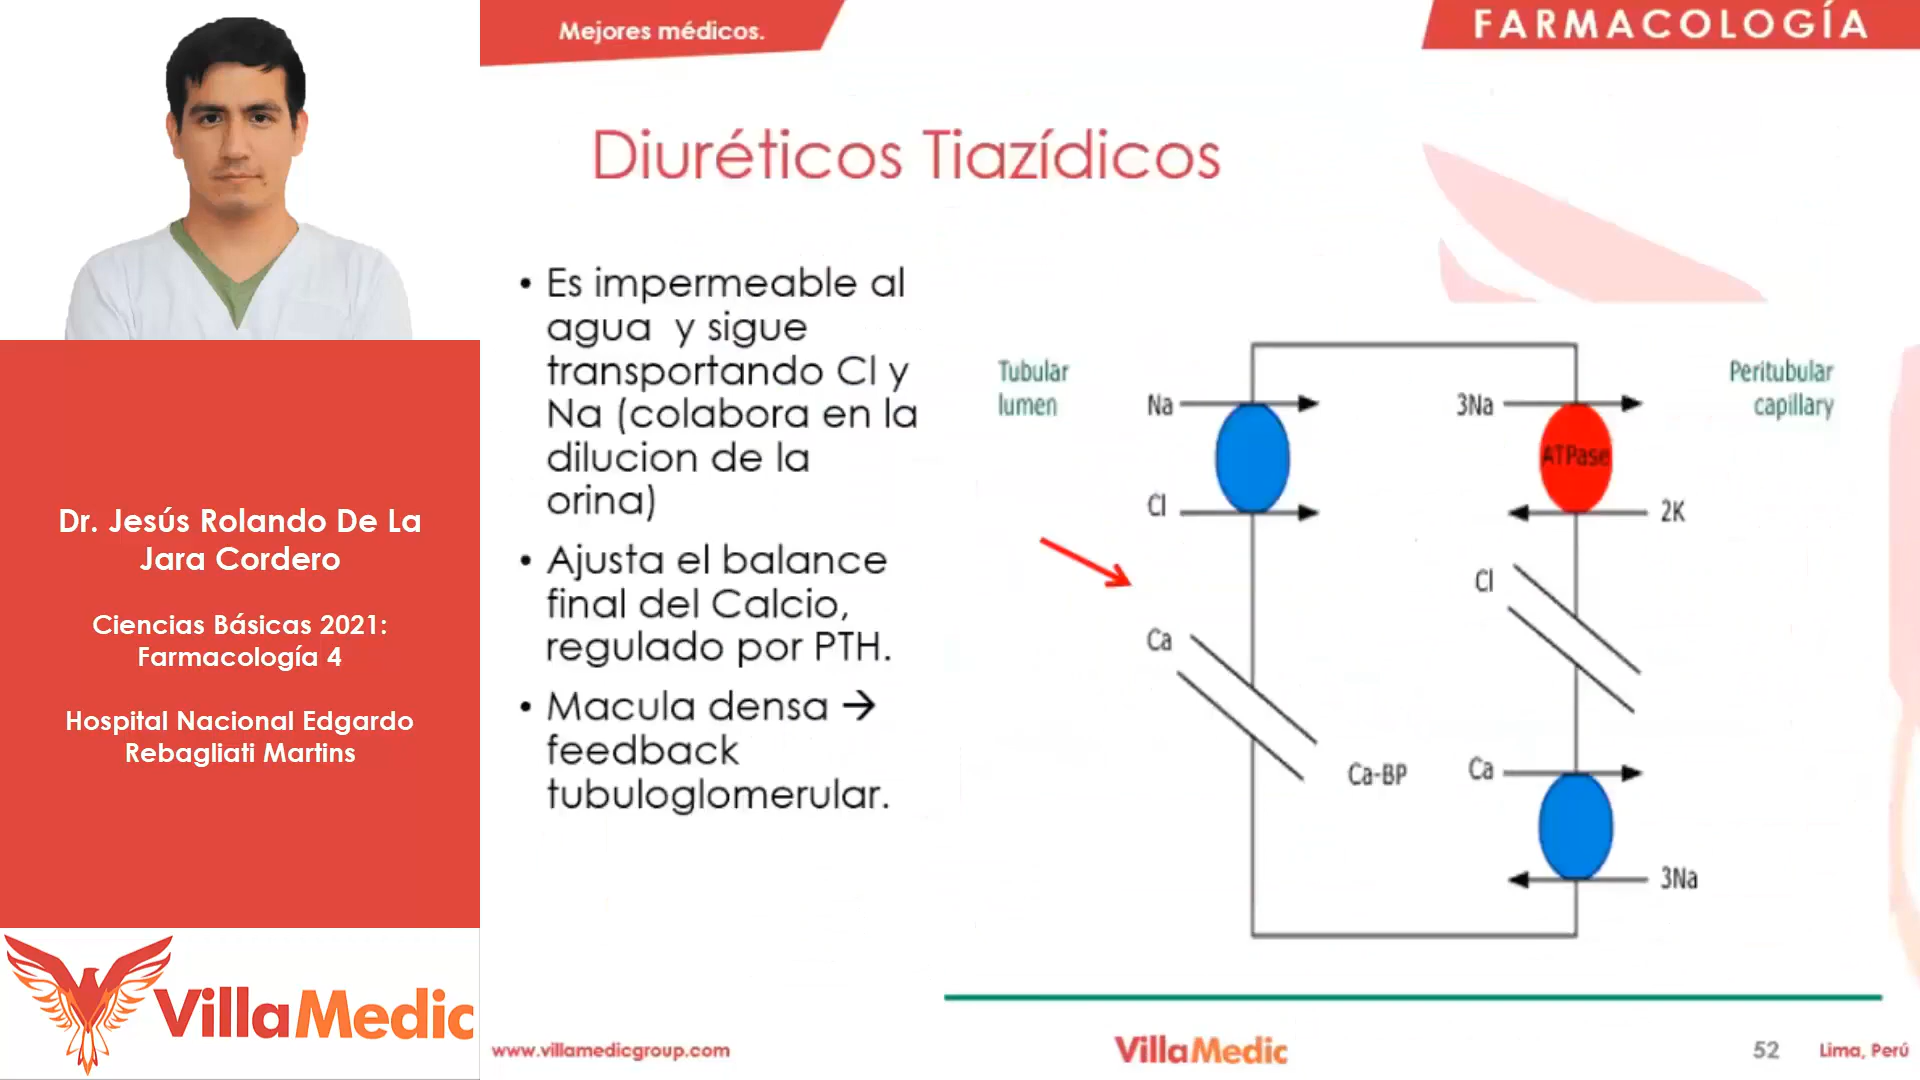 Mejores médicos.
FARMACOLOGÍA
Diuréticos Tiazídicos
• Es impermeable al
agua y sigue
transportando Cl y
Na (colabora en la
dilucion de la
orina)
• Ajusta el balance
final del Calcio,
regulado por PTH.
• Macula densa →
feedback
tubuloglomerular.
Tubular
lumen
Peritubular
capillary
Na
3Na
ATPase
Cl
2K
Cl
Ca
Ca-BP
Ca
3Na
Dr. Jesús Rolando De La
Jara Cordero
Ciencias Básicas 2021:
Farmacología 4
Hospital Nacional Edgardo
Rebagliati Martins
VillaMedic
www.villamedicgroup.com
VillaMedic
52
Lima, Perú